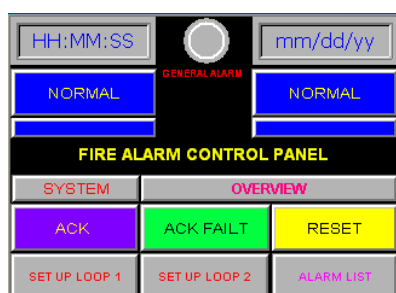 HH:MM:SS
mm/dd/yy
GENERAL ALARM
NORMAL
NORMAL
FIRE ALARM CONTROL PANEL
SYSTEM
OVERVIEW
ACK
ACK FAILT
RESET
SET UP LOOP 1
SET UP LOOP 2
ALARM LIST